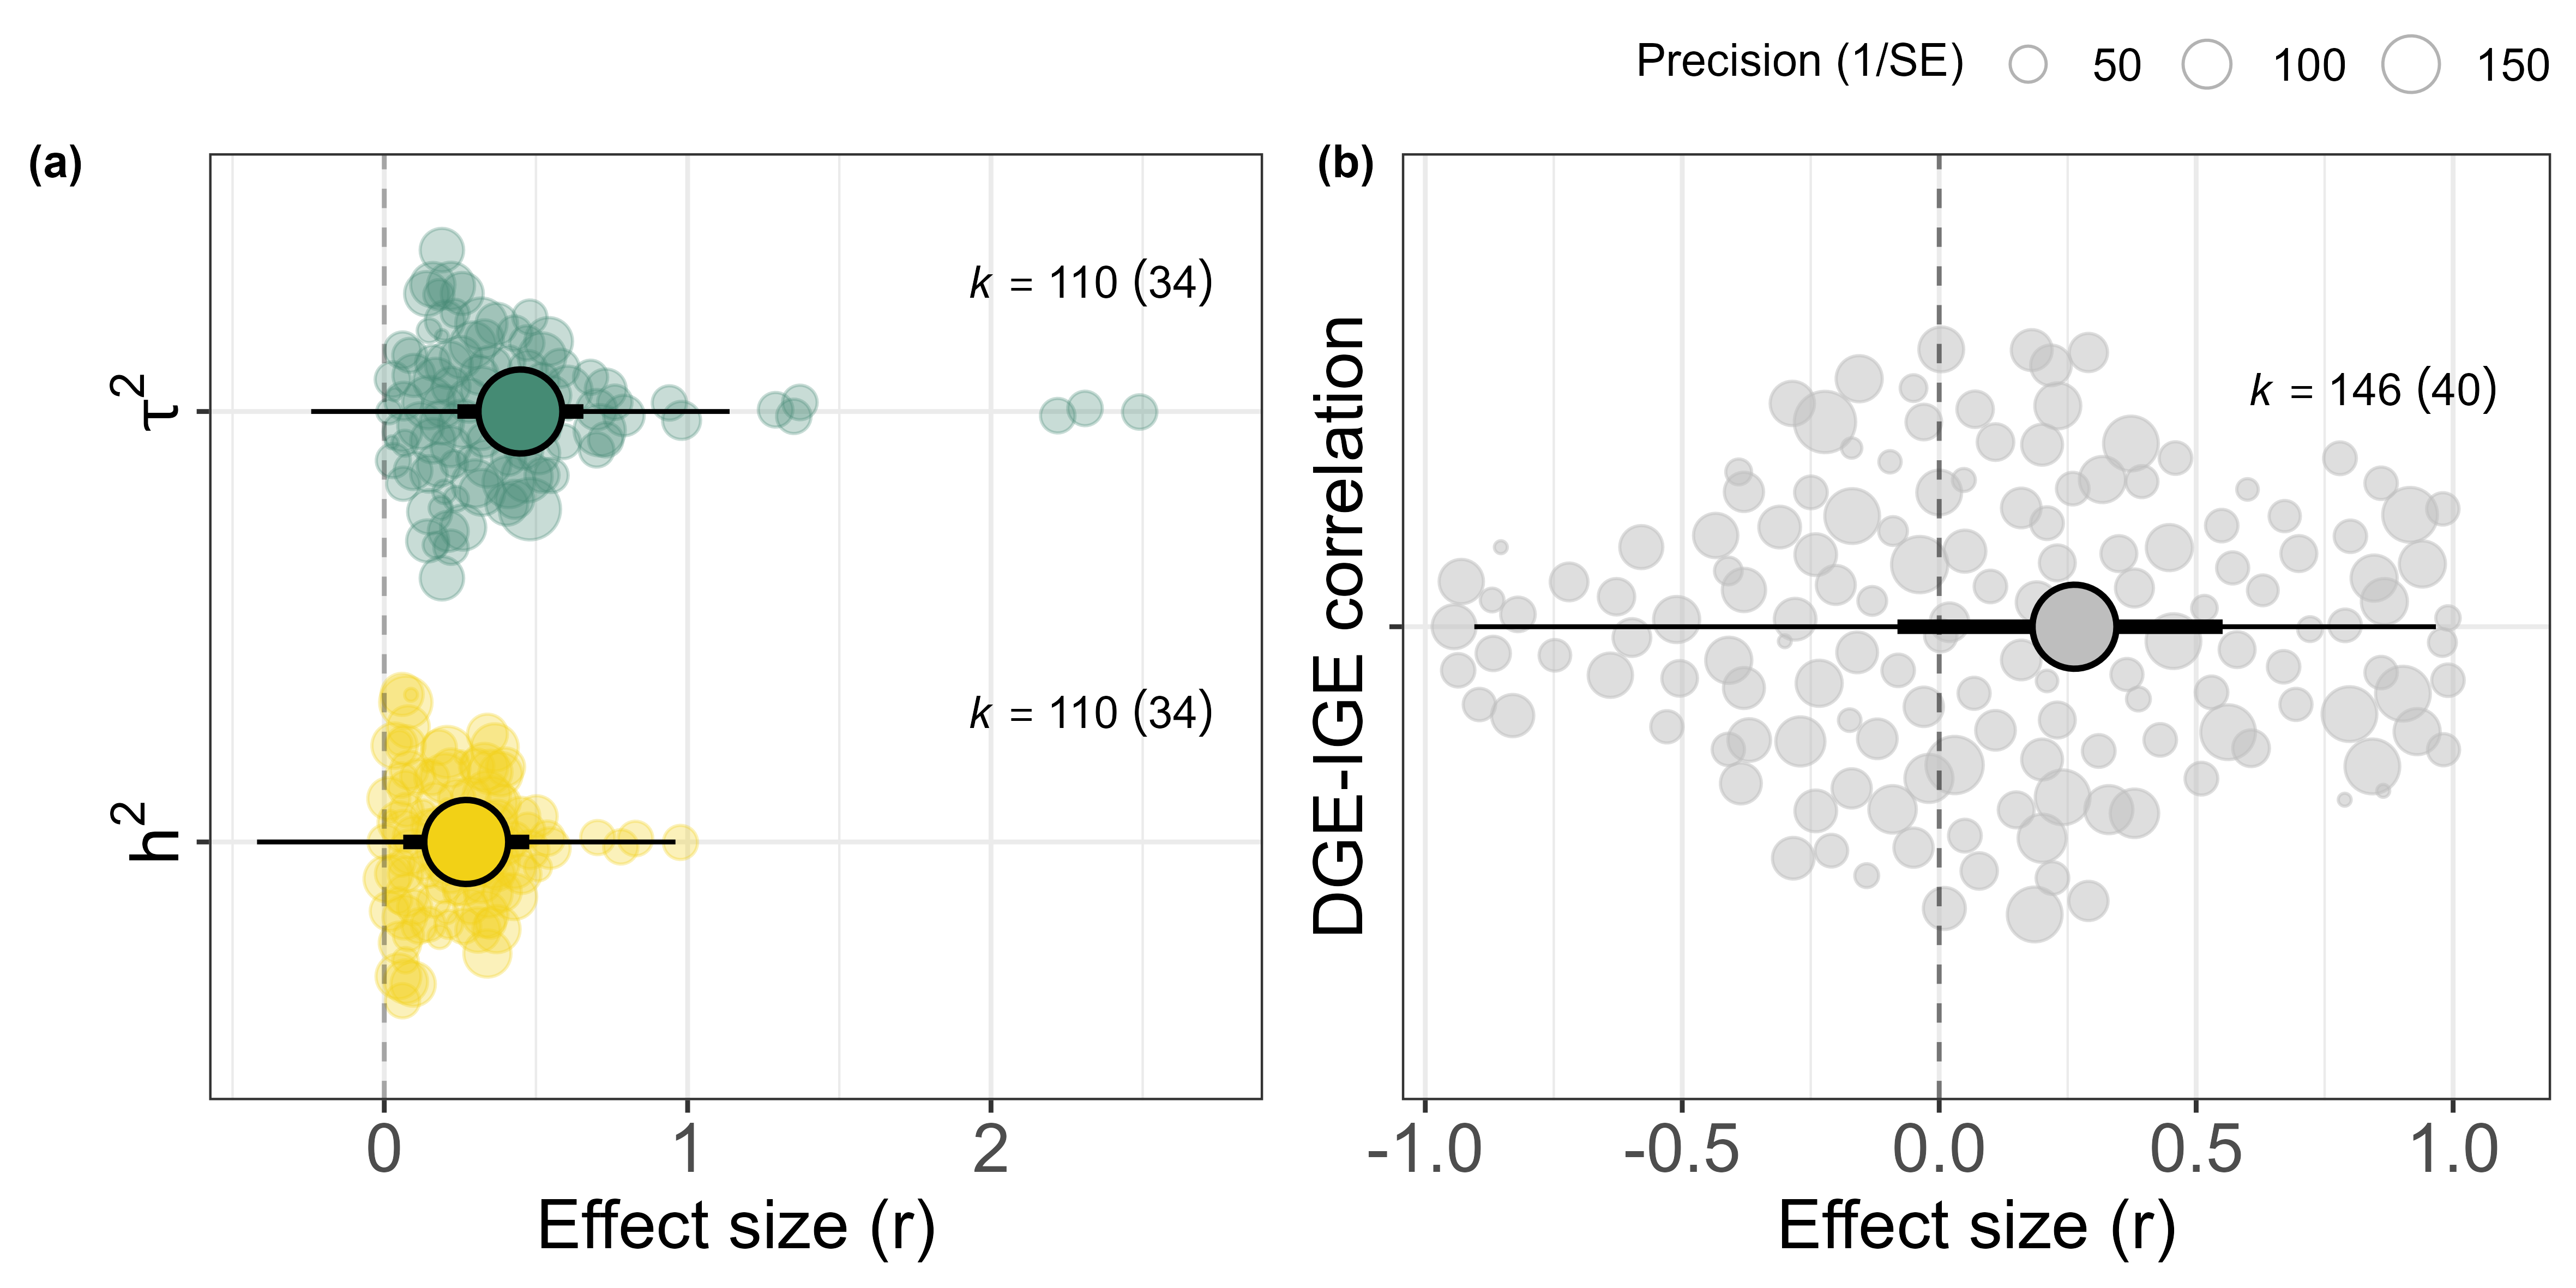 Precision (1/SE) 50 100 150
(a)
(b)
τ²
k = 110 (34)
h²
k = 110 (34)
0 1 2
Effect size (r)
DGE-IGE correlation
k = 146 (40)
-1.0 -0.5 0.0 0.5 1.0
Effect size (r)